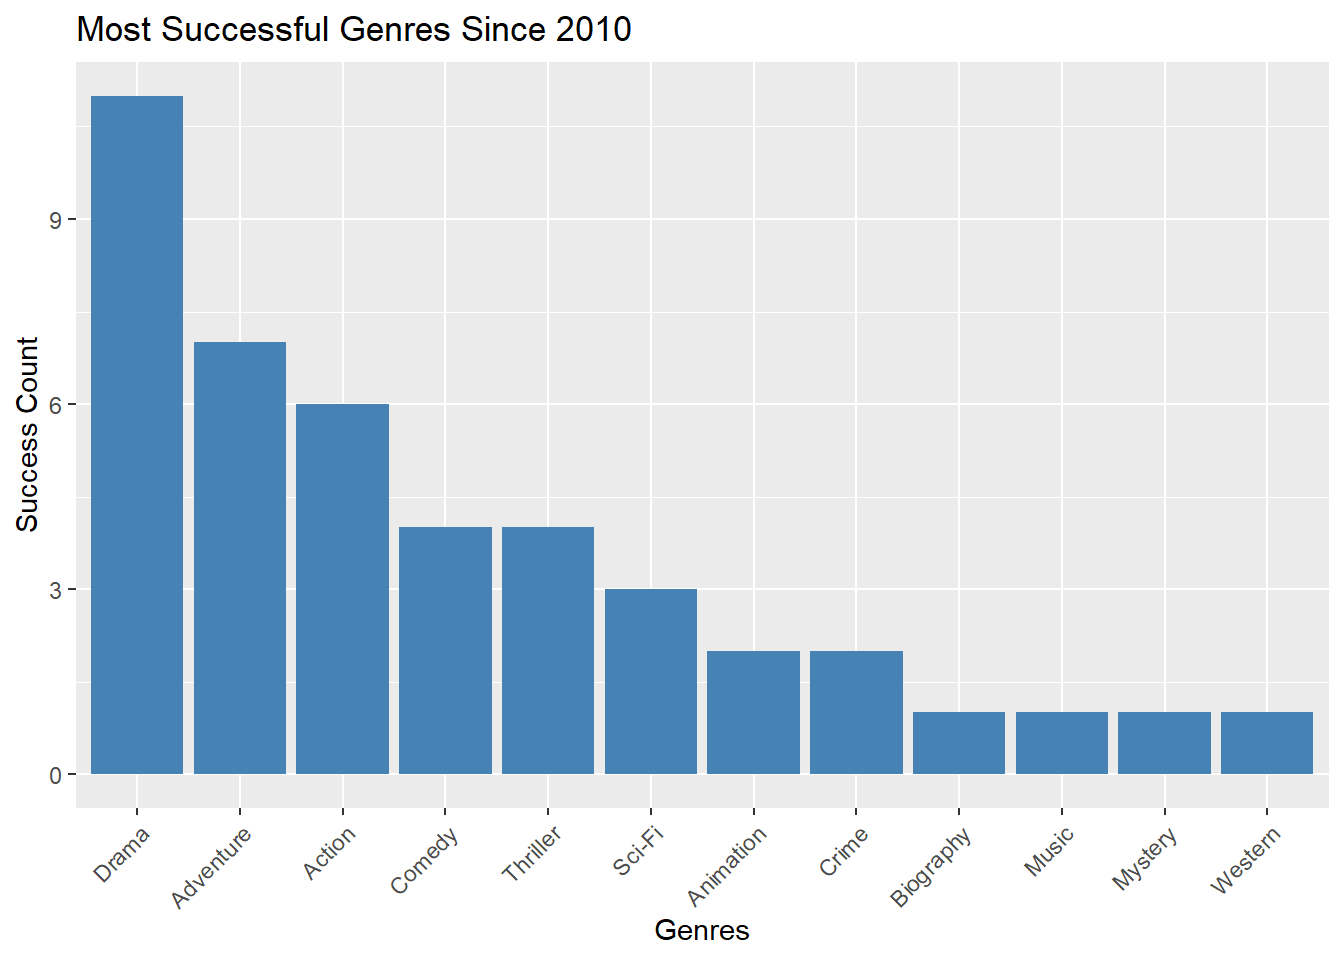 Most Successful Genres Since 2010
Success Count
9
6
3
0
Drama
Adventure
Action
Comedy
Thriller
Sci-Fi
Animation
Crime
Biography
Music
Mystery
Western
Genres